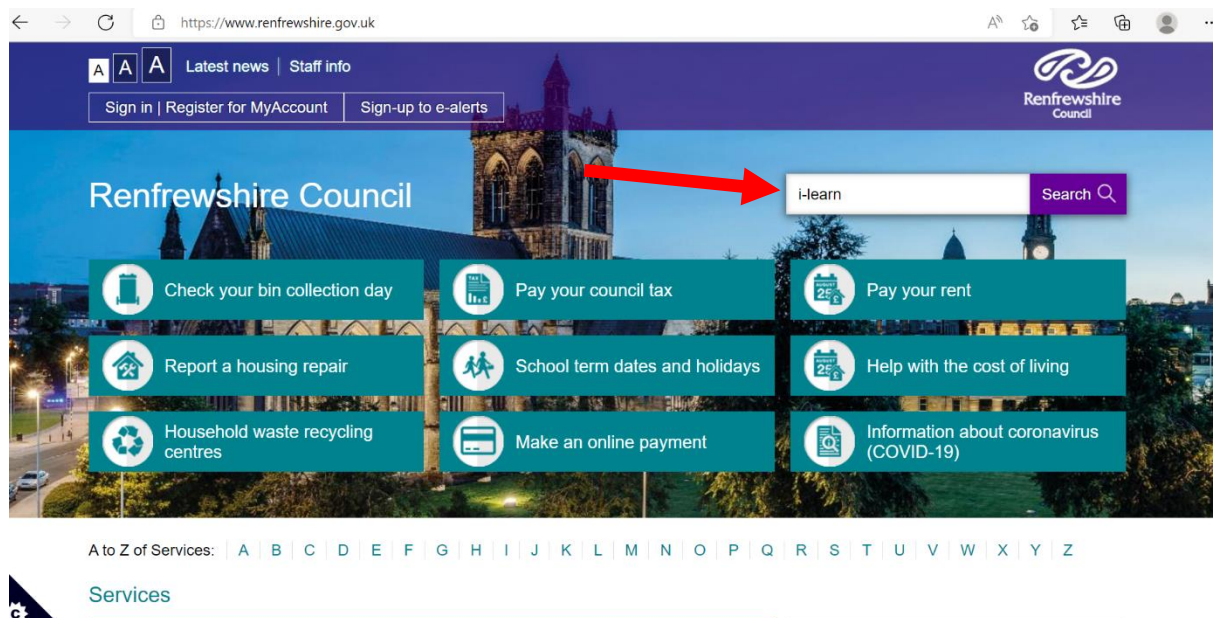 https://www.renfrewshire.gov.uk
A A A Latest news | Staff info
Sign in | Register for MyAccount Sign-up to e-alerts
Renfrewshire
Council
Renfrewshire Council
i-learn Search
Check your bin collection day
Pay your council tax
Pay your rent
Report a housing repair
School term dates and holidays
Help with the cost of living
Household waste recycling
centres
Make an online payment
Information about coronavirus
(COVID-19)
A to Z of Services: A B C D E F G H I J K L M N O P Q R S T U V W X Y Z
Services